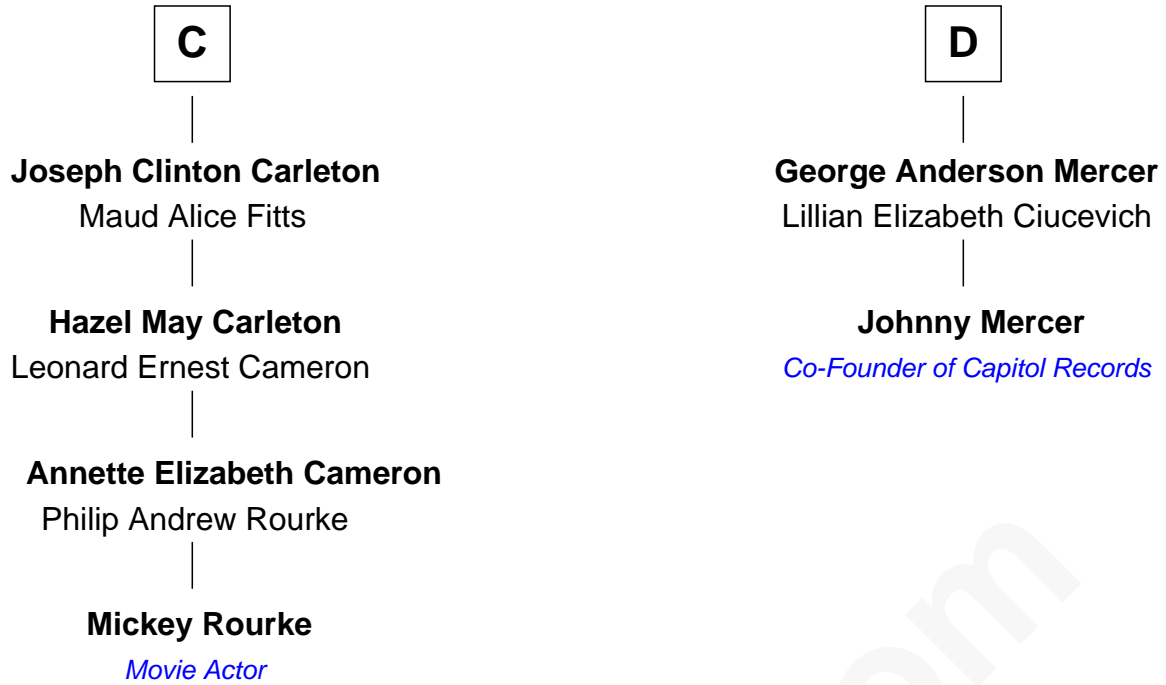 C
Joseph Clinton Carleton
Maud Alice Fitts
Hazel May Carleton
Leonard Ernest Cameron
Annette Elizabeth Cameron
Philip Andrew Rourke
Mickey Rourke
Movie Actor
D
George Anderson Mercer
Lillian Elizabeth Ciucevich
Johnny Mercer
Co-Founder of Capitol Records
om